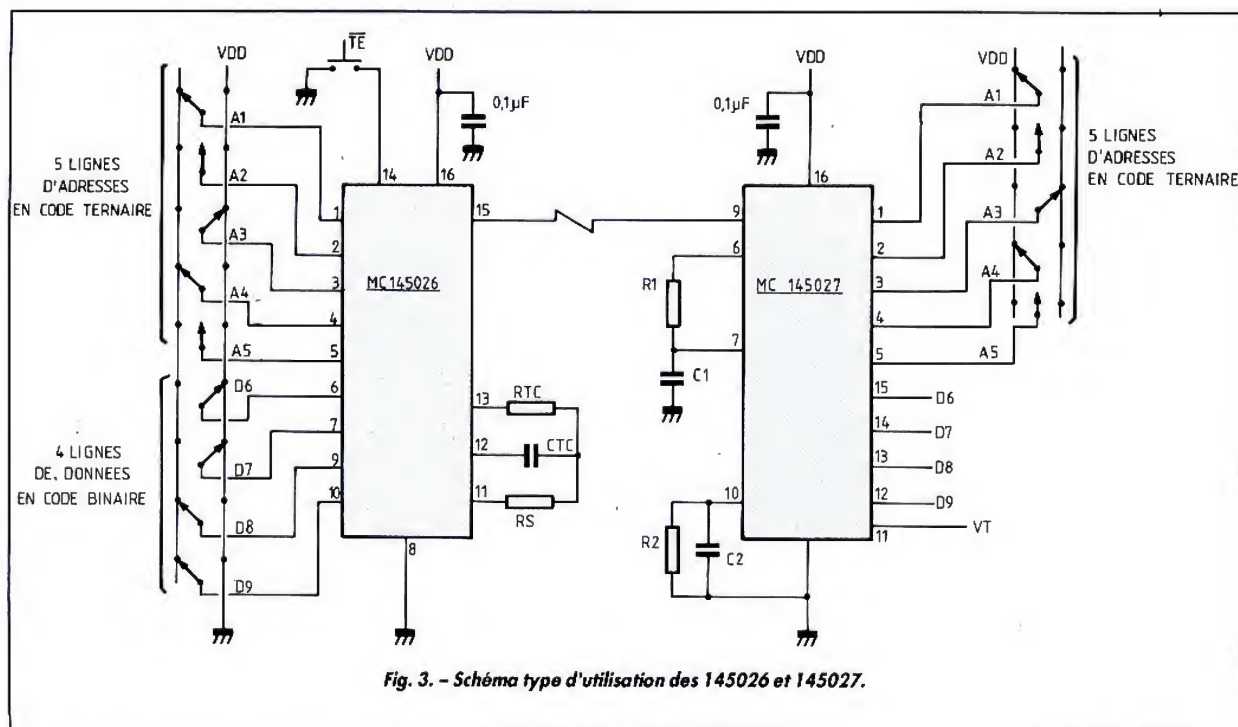 VDD
TE
VDD
0,1µF
5 LIGNES
D'ADRESSES
EN CODE TERNAIRE
A1
A2
A3
A4
A5
4 LIGNES
DE. DONNEES
EN CODE BINAIRE
D6
D7
D8
D9
14
16
1
2
3
4
5
6
7
9
10
MC145026
15
13
12
11
8
RTC
CTC
RS
VDD
0,1µF
16
9
6
7
10
R1
C1
R2
C2
MC 145027
1
2
3
4
5
15
14
13
12
11
VDD
A1
A2
A3
A4
A5
D6
D7
D8
D9
VT
5 LIGNES
D'ADRESSES
EN CODE TERNAIRE
Fig. 3. – Schéma type d'utilisation des 145026 et 145027.